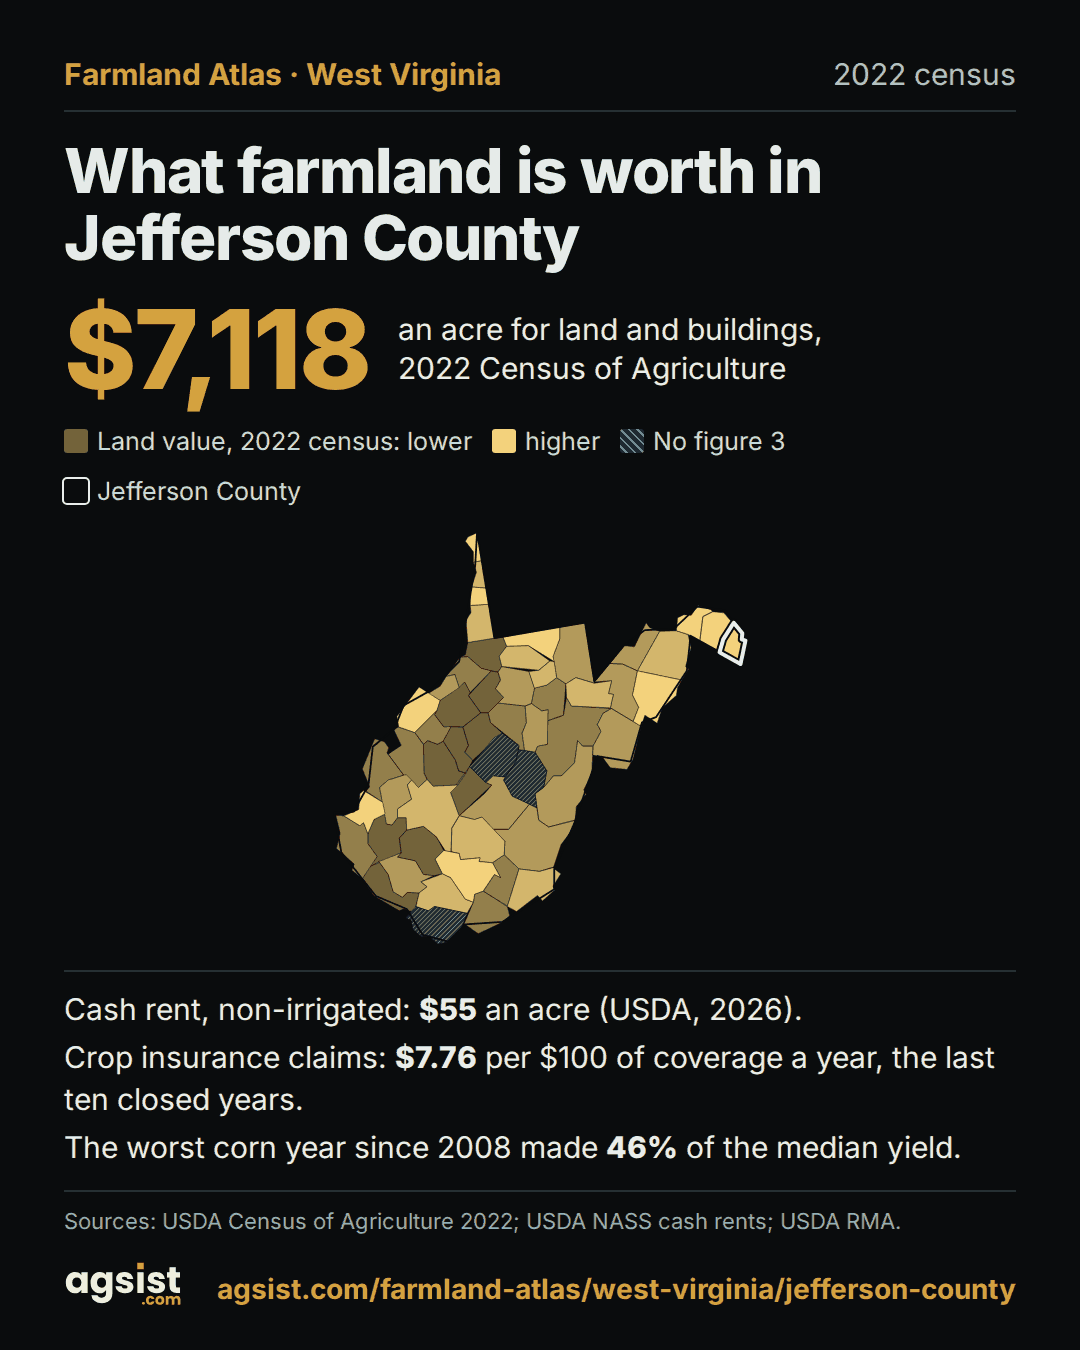 Farmland Atlas · West Virginia
2022 census
What farmland is worth in
Jefferson County
$7,118
an acre for land and buildings,
2022 Census of Agriculture
Land value, 2022 census: lower
higher
No figure 3
Jefferson County
Cash rent, non-irrigated: $55 an acre (USDA, 2026).
Crop insurance claims: $7.76 per $100 of coverage a year, the last
ten closed years.
The worst corn year since 2008 made 46% of the median yield.
Sources: USDA Census of Agriculture 2022; USDA NASS cash rents; USDA RMA.
agsist
.com
agsist.com/farmland-atlas/west-virginia/jefferson-county